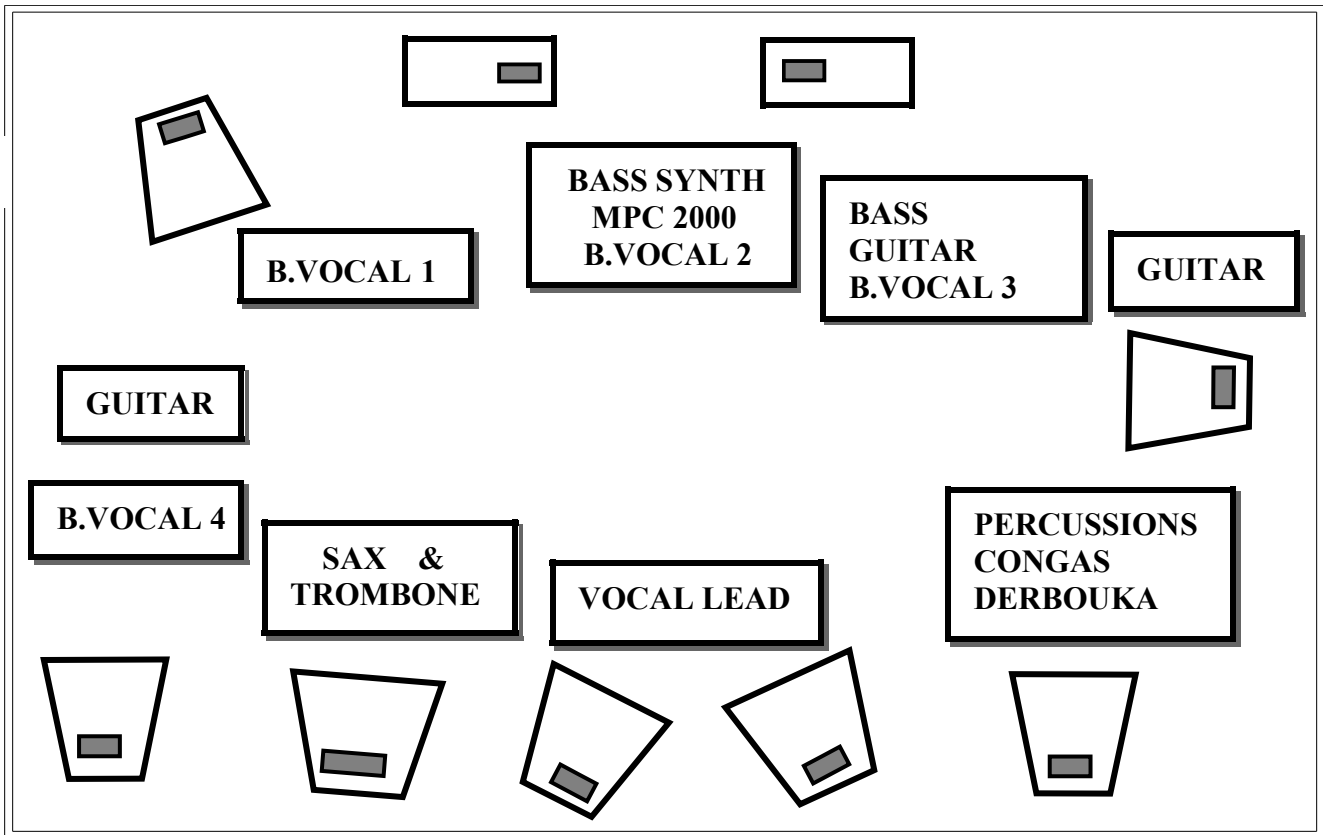 BASS SYNTH
MPC 2000
B.VOCAL 2
BASS
GUITAR
B.VOCAL 3
GUITAR
B.VOCAL 1
GUITAR
B.VOCAL 4
SAX &
TROMBONE
VOCAL LEAD
PERCUSSIONS
CONGAS
DERBOUKA